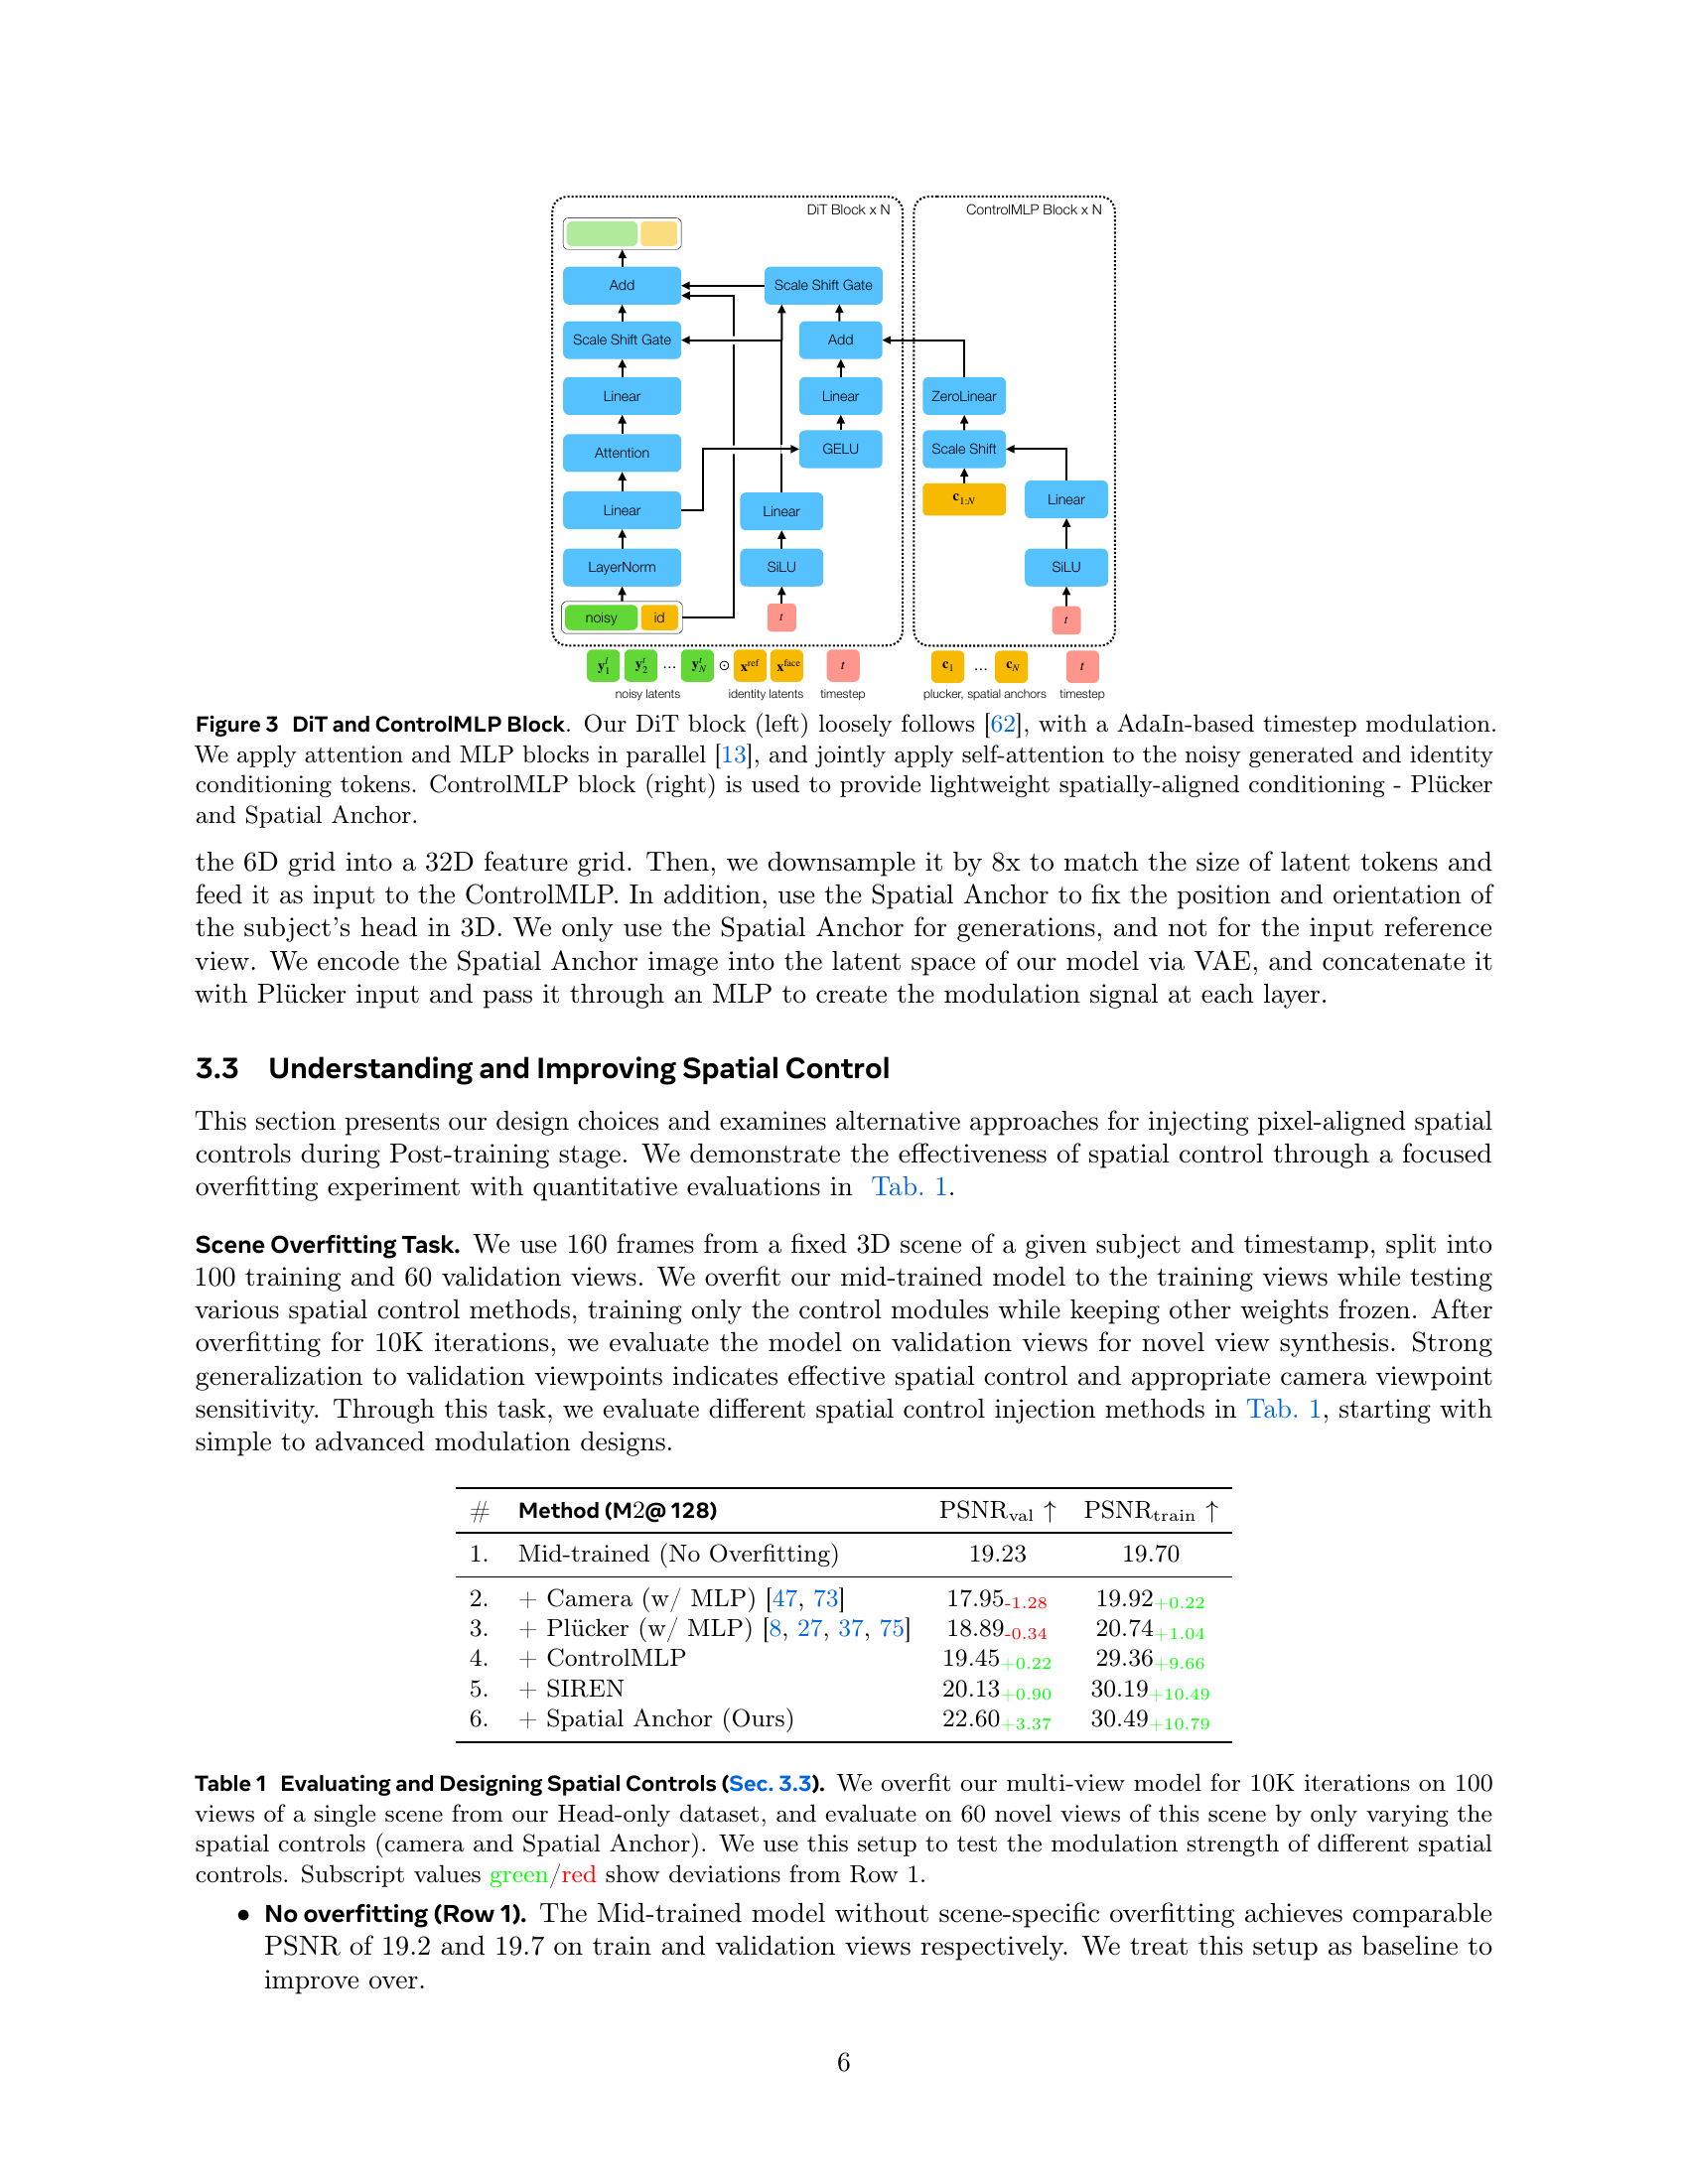 DiT Block x N
ControlMLP Block x N
Add
Scale Shift Gate
Scale Shift Gate
Add
Linear
Linear
ZeroLinear
Attention
GELU
Scale Shift
Linear
Linear
c1:N
Linear
LayerNorm
SiLU
SiLU
noisy id
t
t
y₁ᵗ y₂ᵗ ... y_Nᵗ ⊙ x^ref x^face t
c₁ ... c_N t
noisy latents identity latents timestep
plucker, spatial anchors timestep
Figure 3 DiT and ControlMLP Block. Our DiT block (left) loosely follows [62], with a AdaIn-based timestep modulation.
We apply attention and MLP blocks in parallel [13], and jointly apply self-attention to the noisy generated and identity
conditioning tokens. ControlMLP block (right) is used to provide lightweight spatially-aligned conditioning - Plücker
and Spatial Anchor.
the 6D grid into a 32D feature grid. Then, we downsample it by 8x to match the size of latent tokens and
feed it as input to the ControlMLP. In addition, use the Spatial Anchor to fix the position and orientation of
the subject's head in 3D. We only use the Spatial Anchor for generations, and not for the input reference
view. We encode the Spatial Anchor image into the latent space of our model via VAE, and concatenate it
with Plücker input and pass it through an MLP to create the modulation signal at each layer.
3.3 Understanding and Improving Spatial Control
This section presents our design choices and examines alternative approaches for injecting pixel-aligned spatial
controls during Post-training stage. We demonstrate the effectiveness of spatial control through a focused
overfitting experiment with quantitative evaluations in Tab. 1.
Scene Overfitting Task. We use 160 frames from a fixed 3D scene of a given subject and timestamp, split into
100 training and 60 validation views. We overfit our mid-trained model to the training views while testing
various spatial control methods, training only the control modules while keeping other weights frozen. After
overfitting for 10K iterations, we evaluate the model on validation views for novel view synthesis. Strong
generalization to validation viewpoints indicates effective spatial control and appropriate camera viewpoint
sensitivity. Through this task, we evaluate different spatial control injection methods in Tab. 1, starting with
simple to advanced modulation designs.
# Method (M2@ 128) PSNRval ↑ PSNRtrain ↑
1. Mid-trained (No Overfitting) 19.23 19.70
2. + Camera (w/ MLP) [47, 73] 17.95-1.28 19.92+0.22
3. + Plücker (w/ MLP) [8, 27, 37, 75] 18.89-0.34 20.74+1.04
4. + ControlMLP 19.45+0.22 29.36+9.66
5. + SIREN 20.13+0.90 30.19+10.49
6. + Spatial Anchor (Ours) 22.60+3.37 30.49+10.79
Table 1 Evaluating and Designing Spatial Controls (Sec. 3.3). We overfit our multi-view model for 10K iterations on 100
views of a single scene from our Head-only dataset, and evaluate on 60 novel views of this scene by only varying the
spatial controls (camera and Spatial Anchor). We use this setup to test the modulation strength of different spatial
controls. Subscript values green/red show deviations from Row 1.
• No overfitting (Row 1). The Mid-trained model without scene-specific overfitting achieves comparable
PSNR of 19.2 and 19.7 on train and validation views respectively. We treat this setup as baseline to
improve over.
6